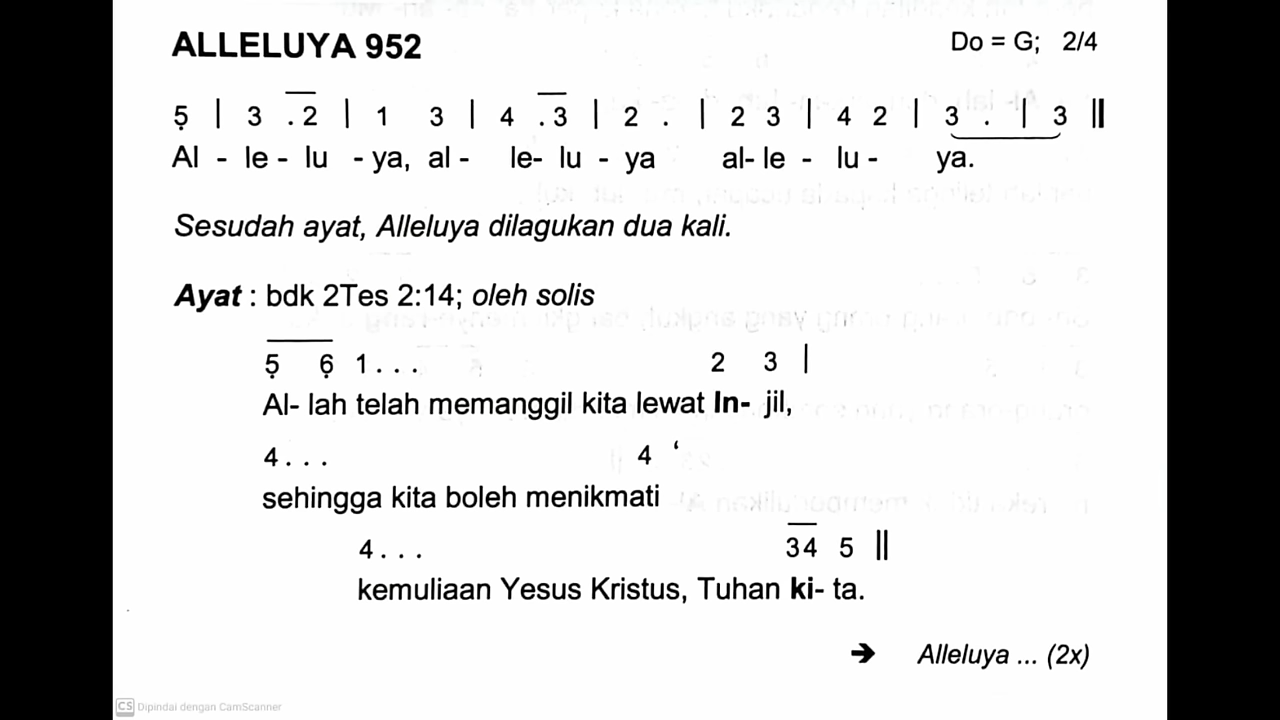 ALLELUYA 952 Do = G; 2/4
5̣ | 3 .2 | 1 3 | 4 .3 | 2 . | 2 3 | 4 2 | 3 . | 3 ||
Al - le - lu - ya, al - le- lu - ya al- le - lu - ya.
Sesudah ayat, Alleluya dilagukan dua kali.
Ayat : bdk 2Tes 2:14; oleh solis
5̣ 6̣ 1 . . . 2 3 |
Al- lah telah memanggil kita lewat In- jil,
4 . . . 4 ‘
sehingga kita boleh menikmati
4 . . . 34 5 ||
kemuliaan Yesus Kristus, Tuhan ki- ta.
➔ Alleluya ... (2x)
CS Dipindai dengan CamScanner